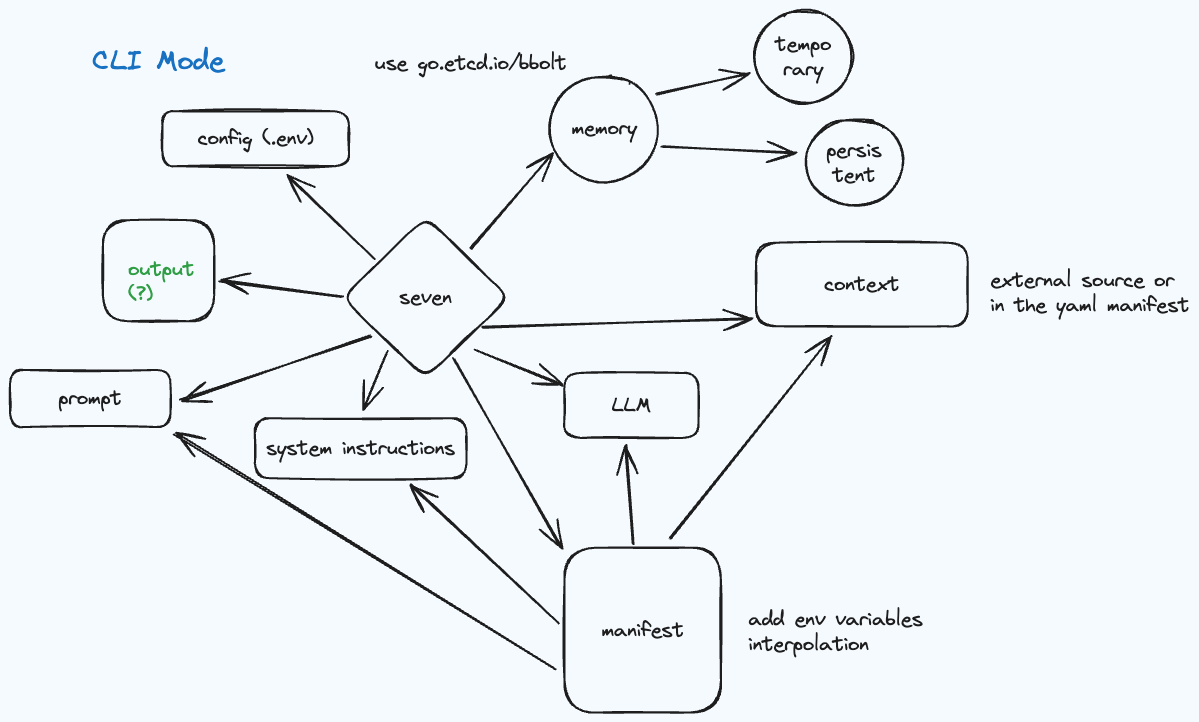 CLI Mode
use go.etcd.io/bbolt
tempo
rary
config (.env)
memory
persis
tent
output
(?)
seven
context
external source or
in the yaml manifest
prompt
LLM
system instructions
manifest
add env variables
interpolation